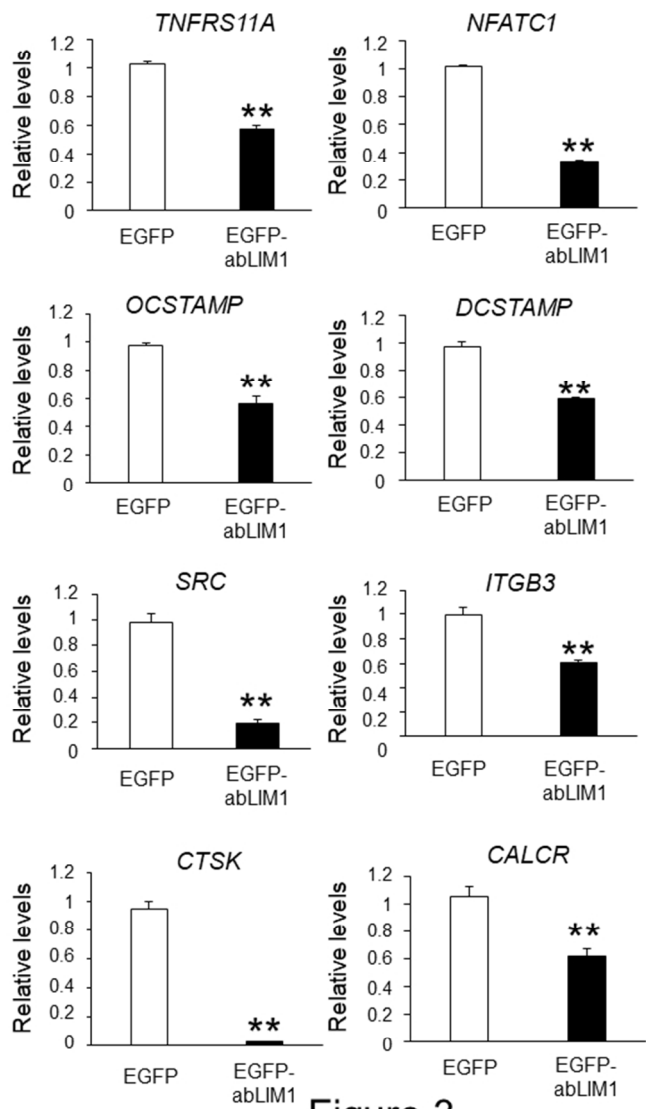 TNFRS11A
Relative levels
1.2
1
0.8
0.6
0.4
0.2
0
**
EGFP
EGFP-
abLIM1
NFATC1
Relative levels
1.2
1
0.8
0.6
0.4
0.2
0
**
EGFP
EGFP-
abLIM1
OCSTAMP
Relative levels
1.2
1
0.8
0.6
0.4
0.2
0
**
EGFP
EGFP-
abLIM1
DCSTAMP
Relative levels
1.2
1
0.8
0.6
0.4
0.2
0
**
EGFP
EGFP-
abLIM1
SRC
Relative levels
1.2
1
0.8
0.6
0.4
0.2
0
**
EGFP
EGFP-
abLIM1
ITGB3
Relative levels
1.2
1
0.8
0.6
0.4
0.2
0
**
EGFP
EGFP-
abLIM1
CTSK
Relative levels
1.2
1
0.8
0.6
0.4
0.2
0
**
EGFP
EGFP-
abLIM1
CALCR
Relative levels
1.2
1
0.8
0.6
0.4
0.2
0
**
EGFP
EGFP-
abLIM1
Figure